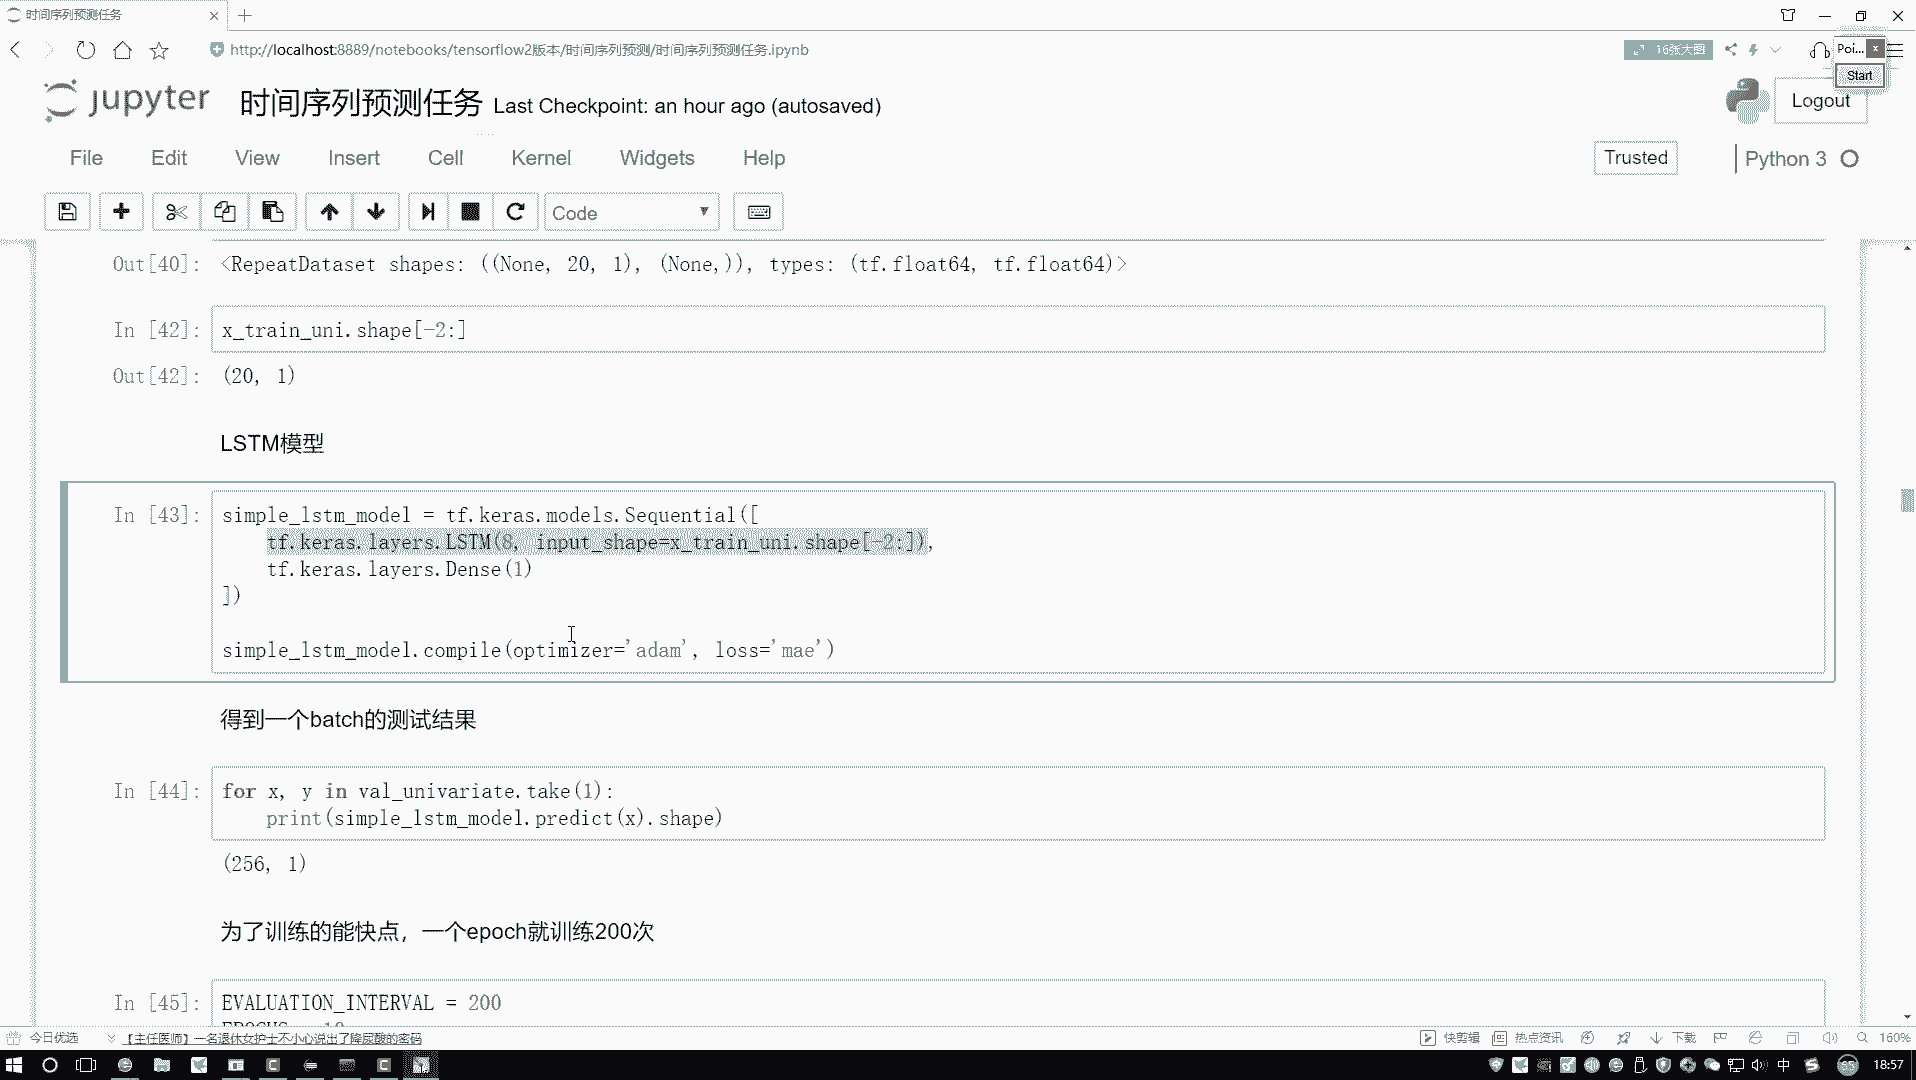 时间序列预测任务
http://localhost:8889/notebooks/tensorflow2版本/时间序列预测/时间序列预测任务.ipynb
16张大图
Poi...
Start
jupyter 时间序列预测任务 Last Checkpoint: an hour ago (autosaved)
Logout
File Edit View Insert Cell Kernel Widgets Help
Trusted
Python 3
Code
Out[40]: <RepeatDataset shapes: ((None, 20, 1), (None,)), types: (tf.float64, tf.float64)>
In [42]: x_train_uni.shape[-2:]
Out[42]: (20, 1)
LSTM模型
In [43]: simple_lstm_model = tf.keras.models.Sequential([
tf.keras.layers.LSTM(8, input_shape=x_train_uni.shape[-2:]),
tf.keras.layers.Dense(1)
])
simple_lstm_model.compile(optimizer='adam', loss='mae')
得到一个batch的测试结果
In [44]: for x, y in val_univariate.take(1):
print(simple_lstm_model.predict(x).shape)
(256, 1)
为了训练的能快点，一个epoch就训练200次
In [45]: EVALUATION_INTERVAL = 200
EPOCHS = 10
今日优选
【主任医师】一名退休女护士不小心说出了降尿酸的密码
快剪辑
热点资讯
下载
160%
中
65
18:57